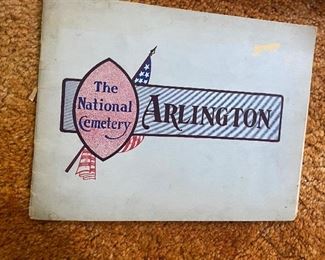 The
National
Cemetery
ARLINGTON